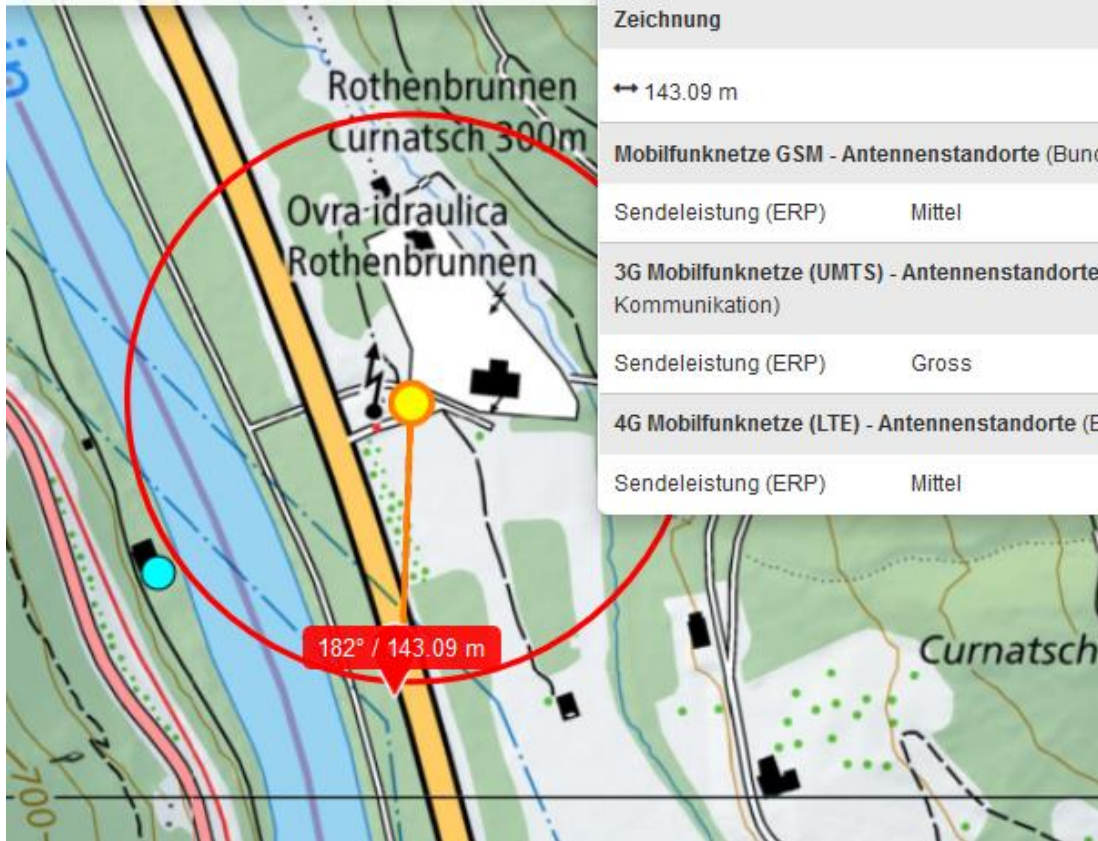 Rothenbrunnen
Curnatsch 300m
Ovra idraulica
Rothenbrunnen
182° / 143.09 m
Curnatsch
700
Zeichnung
143.09 m
Mobilfunknetze GSM - Antennenstandorte (Bund
Sendeleistung (ERP) Mittel
3G Mobilfunknetze (UMTS) - Antennenstandorte
Kommunikation)
Sendeleistung (ERP) Gross
4G Mobilfunknetze (LTE) - Antennenstandorte (B
Sendeleistung (ERP) Mittel